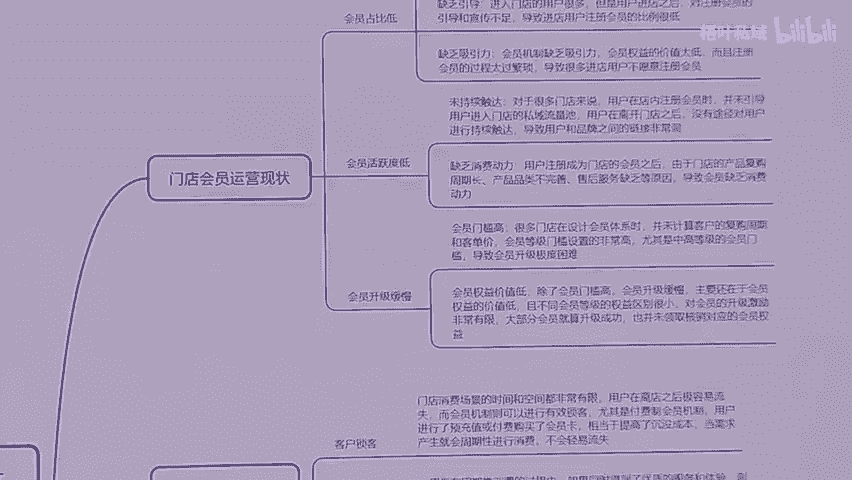 缺乏引导：进入门店的用户很多，但是用户进店之后，对注册会员的
引导和宣传不足，导致进店用户注册会员的比例很低
会员占比低
缺乏吸引力：会员机制缺乏吸引力，会员权益的价值太低，而且注册
会员的过程太过繁琐，导致很多进店用户不愿意注册会员
未持续触达：对于很多门店来说，用户在店内注册会员时，并未引导
用户进入门店的私域流量池，用户在离开门店之后，没有途径对用户
进行持续触达，导致用户和品牌之间的链接非常弱
会员活跃度低
缺乏消费动力：用户注册成为门店的会员之后，由于门店的产品复购
周期长、产品品类不完善、售后服务缺乏等原因，导致会员缺乏消费
动力
门店会员运营现状
会员门槛高：很多门店在设计会员体系时，并未计算客户的复购周期
和客单价，会员等级门槛设置的非常高，尤其是中高等级的会员门
槛，导致会员升级极度困难
会员升级缓慢
会员权益价值低：除了会员门槛高，会员升级缓慢，主要还在于会员
权益的价值低，且不同会员等级的权益区别很小，对会员的升级激励
非常有限，大部分会员就算升级成功，也并未领取核销对应的会员权
益
门店消费场景的时间和空间都非常有限，用户在离店之后极容易流
失，而会员机制则可以进行有效锁客，尤其是付费制会员机制，用户
进行了预充值或付费购买了会员卡，相当于提高了沉没成本，当需求
产生就会周期性进行消费，不会轻易流失
客户锁客
梧叶私域
bilibili